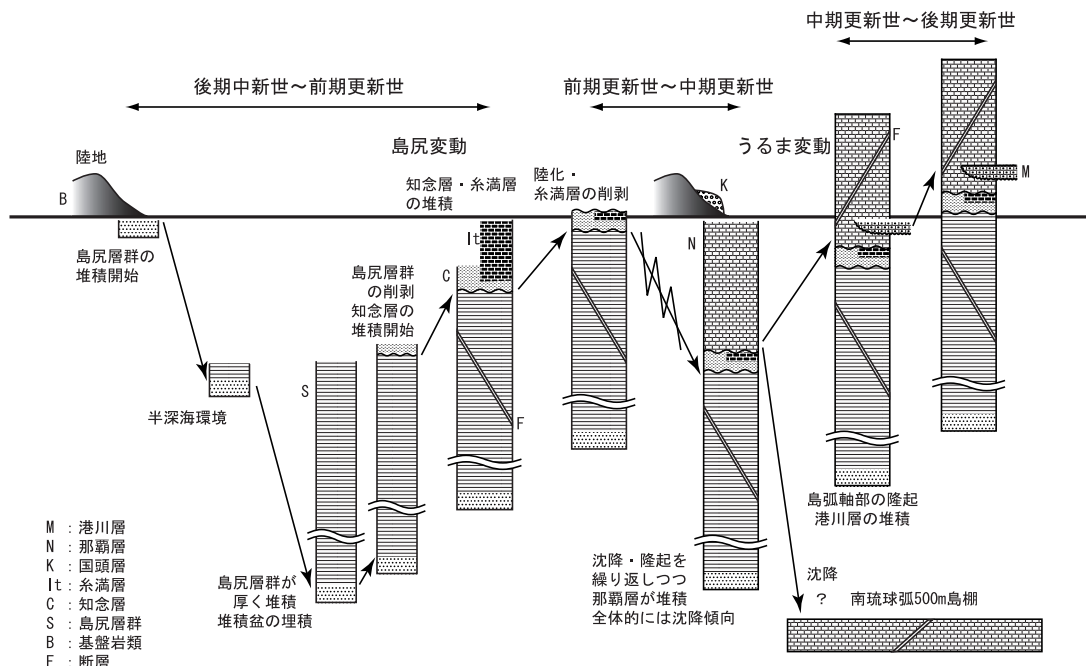 中期更新世～後期更新世
後期中新世～前期更新世
前期更新世～中期更新世
島尻変動
うるま変動
陸地
B
島尻層群の
堆積開始
半深海環境
S
島尻層群が
厚く堆積
堆積盆の埋積
島尻層群
の削剥
知念層の
堆積開始
知念層・糸満層
の堆積
It
C
F
陸化・
糸満層の削剥
K
N
沈降・隆起を
繰り返しつつ
那覇層が堆積
全体的には沈降傾向
F
M
島弧軸部の隆起
港川層の堆積
沈降
?
南琉球弧500m島棚
M ：港川層
N ：那覇層
K ：国頭層
It：糸満層
C ：知念層
S ：島尻層群
B ：基盤岩類
F ：断層